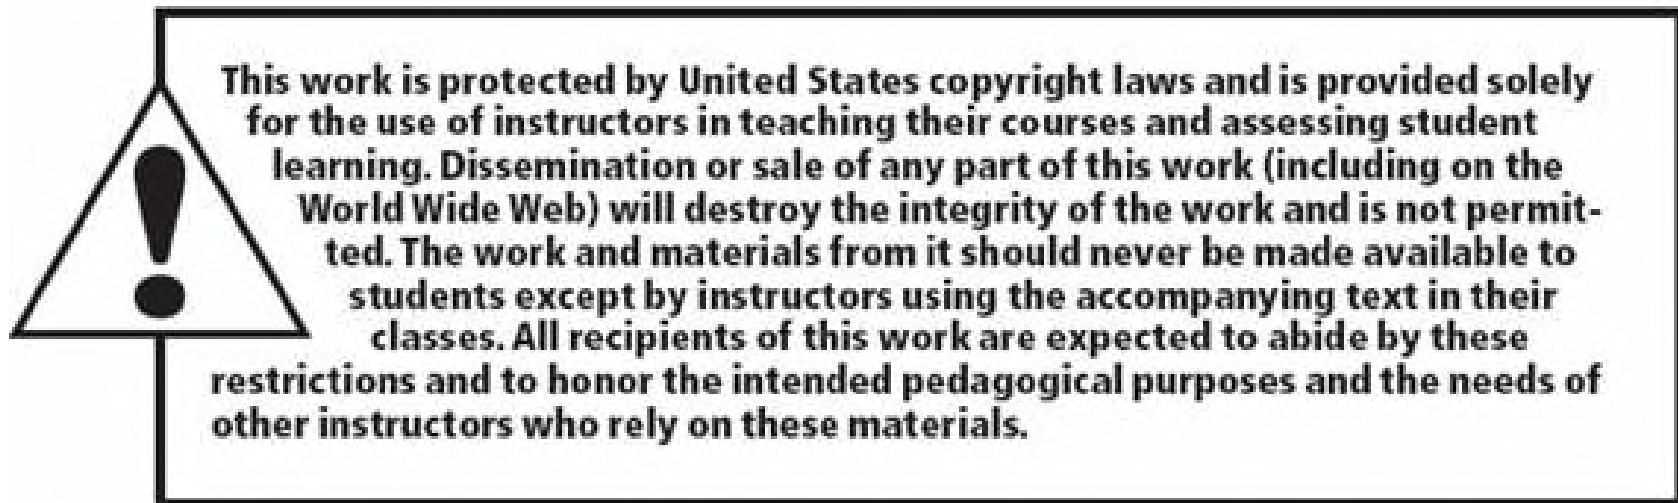 This work is protected by United States copyright laws and is provided solely
for the use of instructors in teaching their courses and assessing student
learning. Dissemination or sale of any part of this work (including on the
World Wide Web) will destroy the integrity of the work and is not permit-
ted. The work and materials from it should never be made available to
students except by instructors using the accompanying text in their
classes. All recipients of this work are expected to abide by these
restrictions and to honor the intended pedagogical purposes and the needs of
other instructors who rely on these materials.